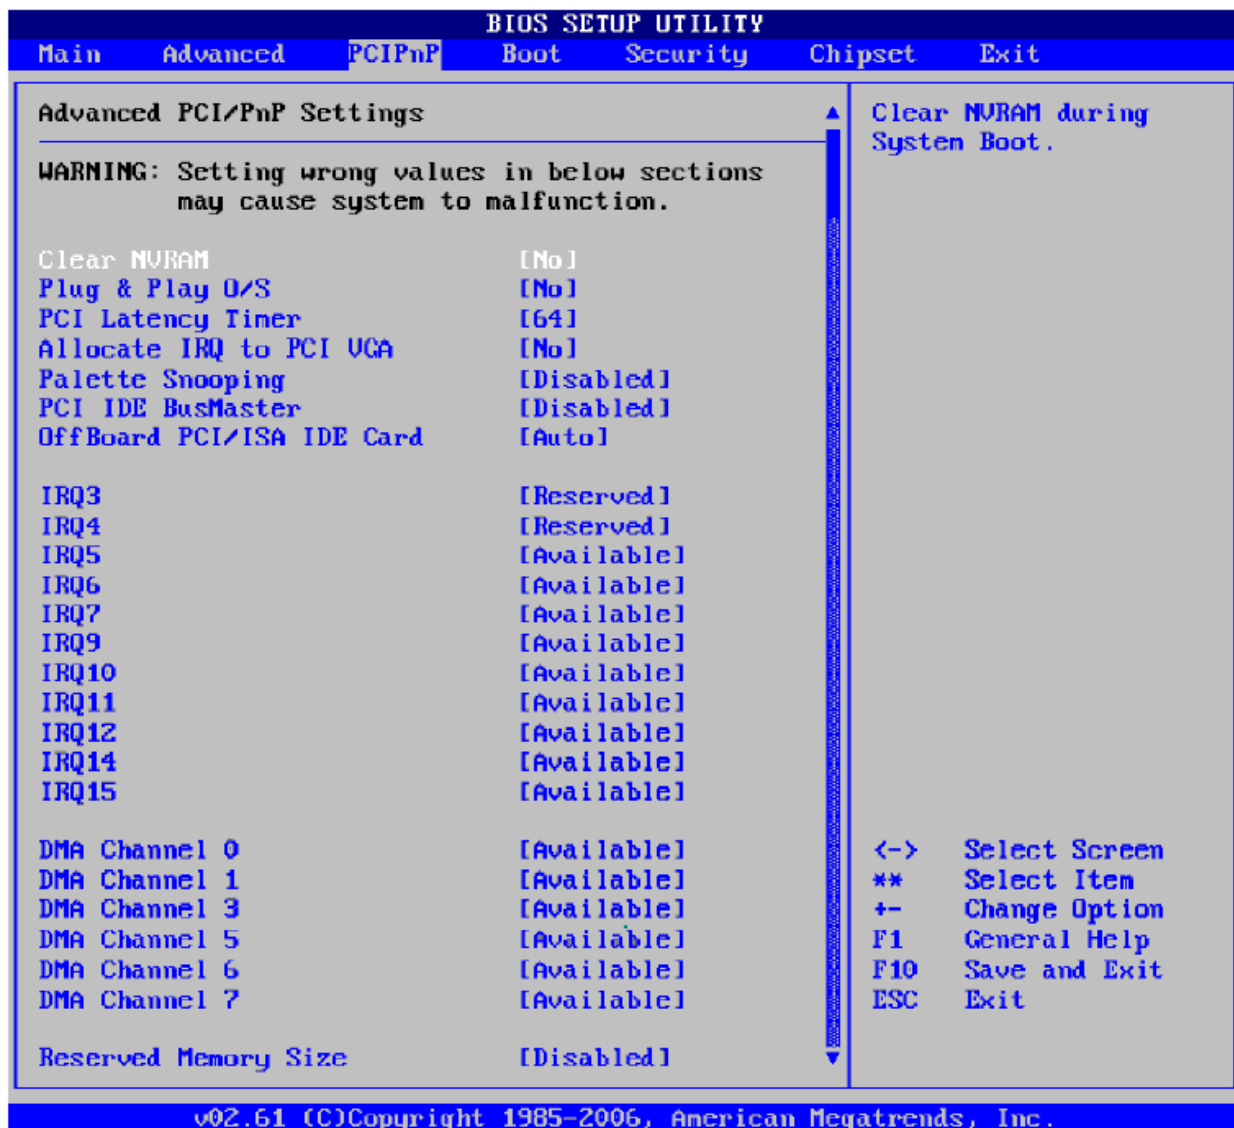 BIOS SETUP UTILITY
Main Advanced PCIPnP Boot Security Chipset Exit
Advanced PCI/PnP Settings
WARNING: Setting wrong values in below sections
may cause system to malfunction.
Clear NVRAM [No]
Plug & Play O/S [No]
PCI Latency Timer [64]
Allocate IRQ to PCI VGA [No]
Palette Snooping [Disabled]
PCI IDE BusMaster [Disabled]
OffBoard PCI/ISA IDE Card [Auto]
IRQ3 [Reserved]
IRQ4 [Reserved]
IRQ5 [Available]
IRQ6 [Available]
IRQ7 [Available]
IRQ9 [Available]
IRQ10 [Available]
IRQ11 [Available]
IRQ12 [Available]
IRQ14 [Available]
IRQ15 [Available]
DMA Channel 0 [Available]
DMA Channel 1 [Available]
DMA Channel 3 [Available]
DMA Channel 5 [Available]
DMA Channel 6 [Available]
DMA Channel 7 [Available]
Reserved Memory Size [Disabled]
Clear NVRAM during
System Boot.
<-> Select Screen
** Select Item
+- Change Option
F1 General Help
F10 Save and Exit
ESC Exit
v02.61 (C)Copyright 1985-2006, American Megatrends, Inc.